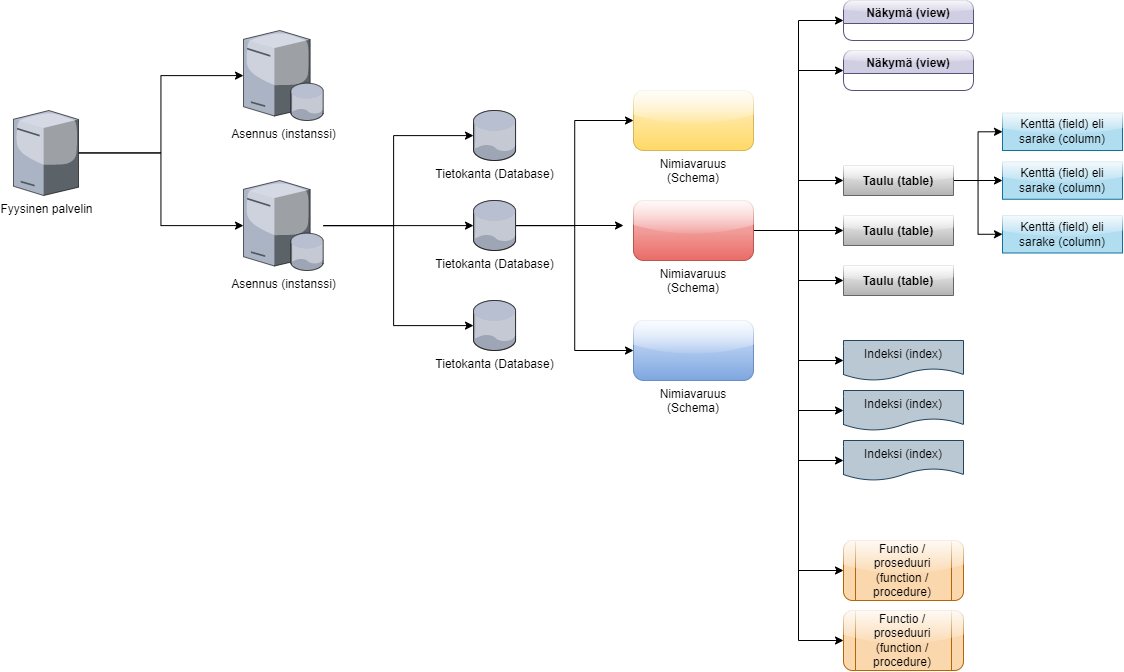 Fyysinen palvelin
Asennus (instanssi)
Asennus (instanssi)
Tietokanta (Database)
Tietokanta (Database)
Tietokanta (Database)
Nimiavaruus
(Schema)
Nimiavaruus
(Schema)
Nimiavaruus
(Schema)
Näkymä (view)
Näkymä (view)
Taulu (table)
Taulu (table)
Taulu (table)
Kenttä (field) eli
sarake (column)
Kenttä (field) eli
sarake (column)
Kenttä (field) eli
sarake (column)
Indeksi (index)
Indeksi (index)
Indeksi (index)
Functio /
proseduuri
(function /
procedure)
Functio /
proseduuri
(function /
procedure)